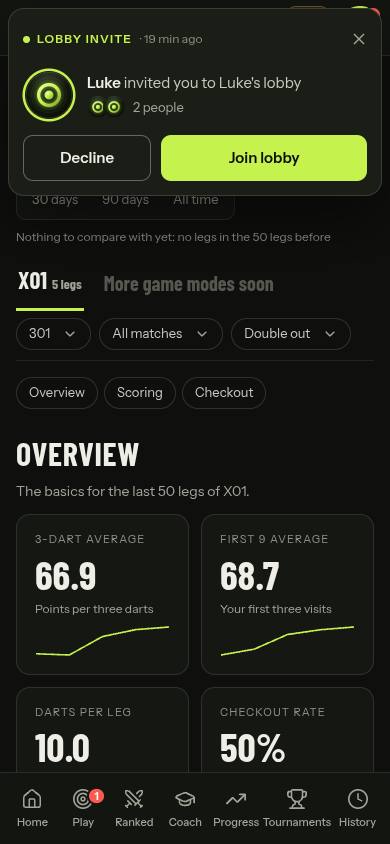 LOBBY INVITE · 19 min ago
Luke invited you to Luke's lobby
2 people
Decline
Join lobby
30 days 90 days All time
Nothing to compare with yet: no legs in the 50 legs before
X01 5 legs More game modes soon
301 All matches Double out
Overview Scoring Checkout
OVERVIEW
The basics for the last 50 legs of X01.
3-DART AVERAGE
66.9
Points per three darts
FIRST 9 AVERAGE
68.7
Your first three visits
DARTS PER LEG
10.0
CHECKOUT RATE
50%
1
Home Play Ranked Coach Progress Tournaments History